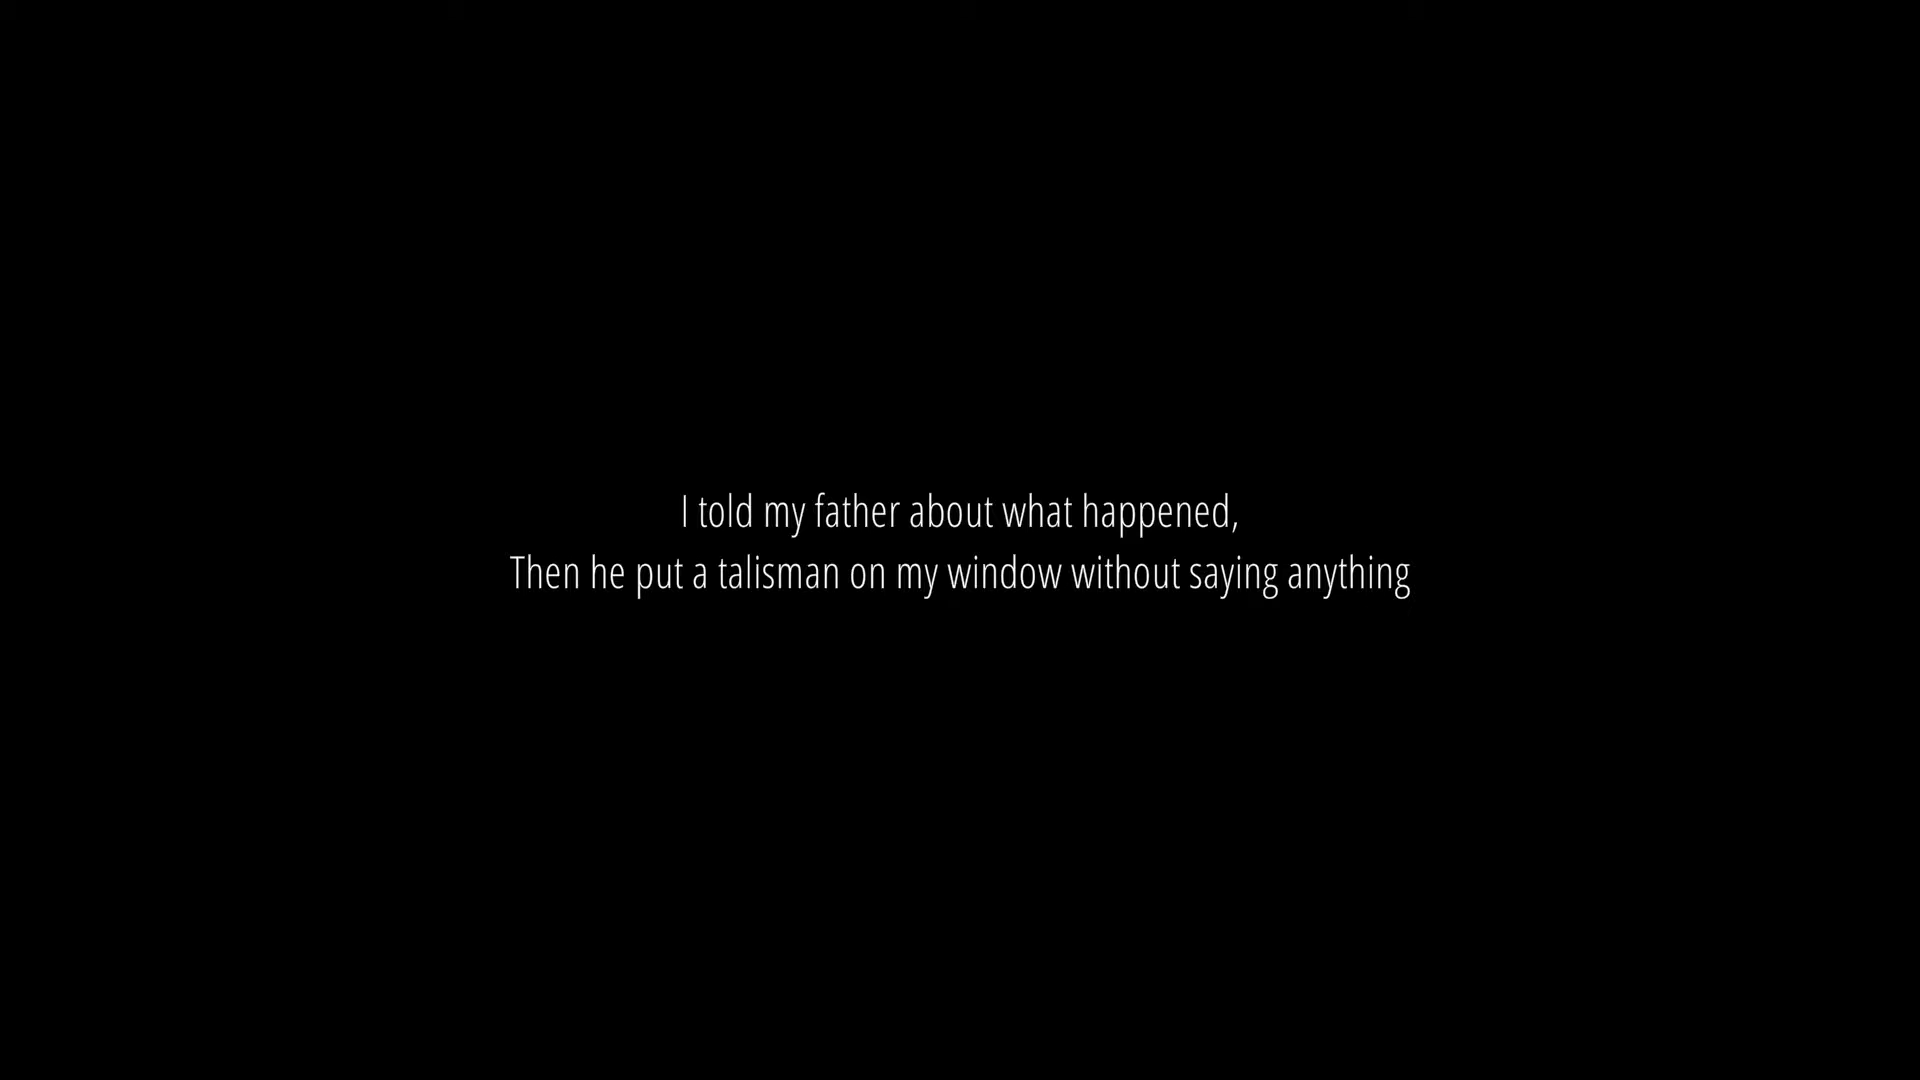 I told my father about what happened,
Then he put a talisman on my window without saying anything